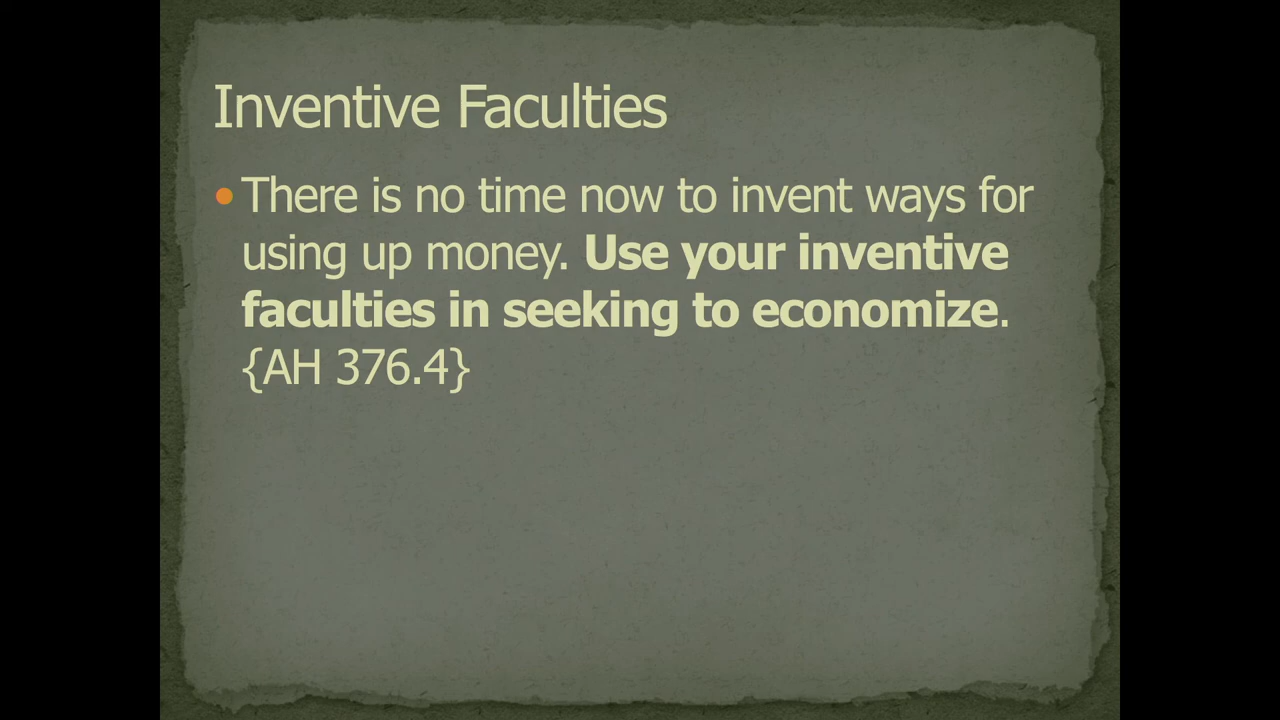 Inventive Faculties
• There is no time now to invent ways for
using up money. Use your inventive
faculties in seeking to economize.
{AH 376.4}